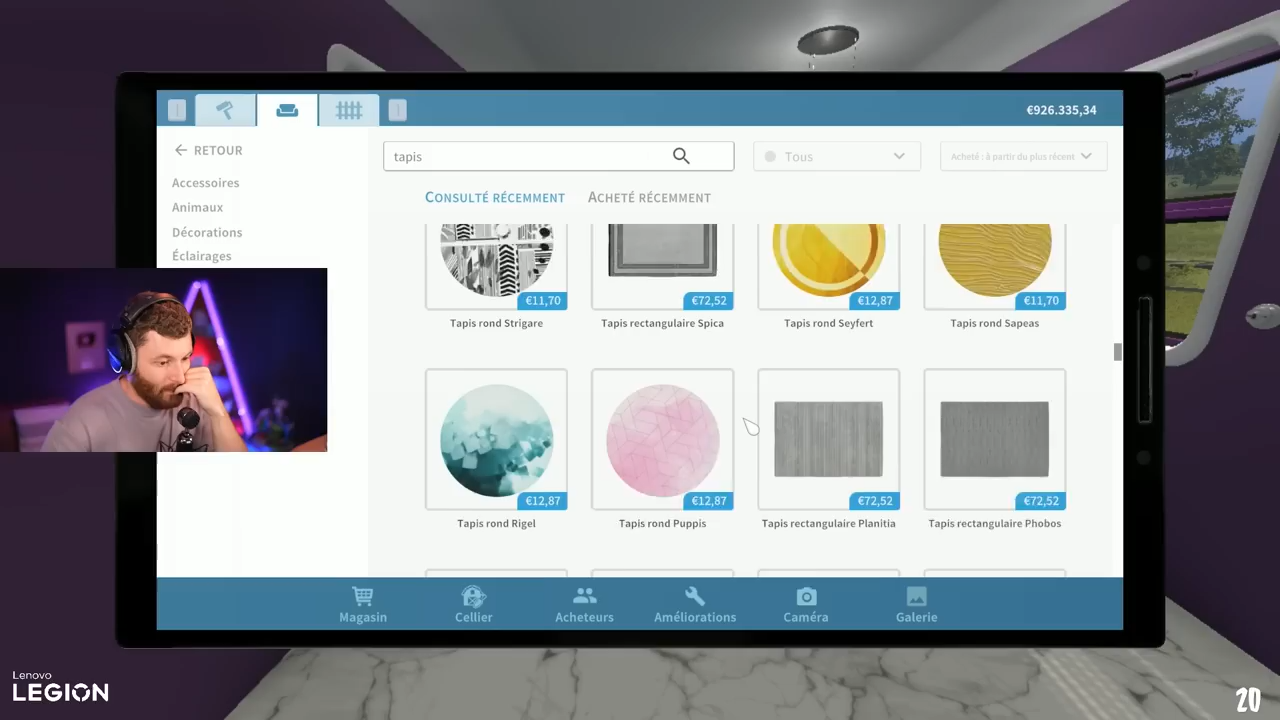 €926.335,34
RETOUR
tapis
Tous
Acheté : à partir du plus récent
Accessoires
Animaux
Décorations
Éclairages
CONSULTÉ RÉCEMMENT
ACHETÉ RÉCEMMENT
€11,70
€72,52
€12,87
€11,70
Tapis rond Strigare
Tapis rectangulaire Spica
Tapis rond Seyfert
Tapis rond Sapeas
€12,87
€12,87
€72,52
€72,52
Tapis rond Rigel
Tapis rond Puppis
Tapis rectangulaire Planitia
Tapis rectangulaire Phobos
Magasin
Cellier
Acheteurs
Améliorations
Caméra
Galerie
Lenovo
LEGION
20